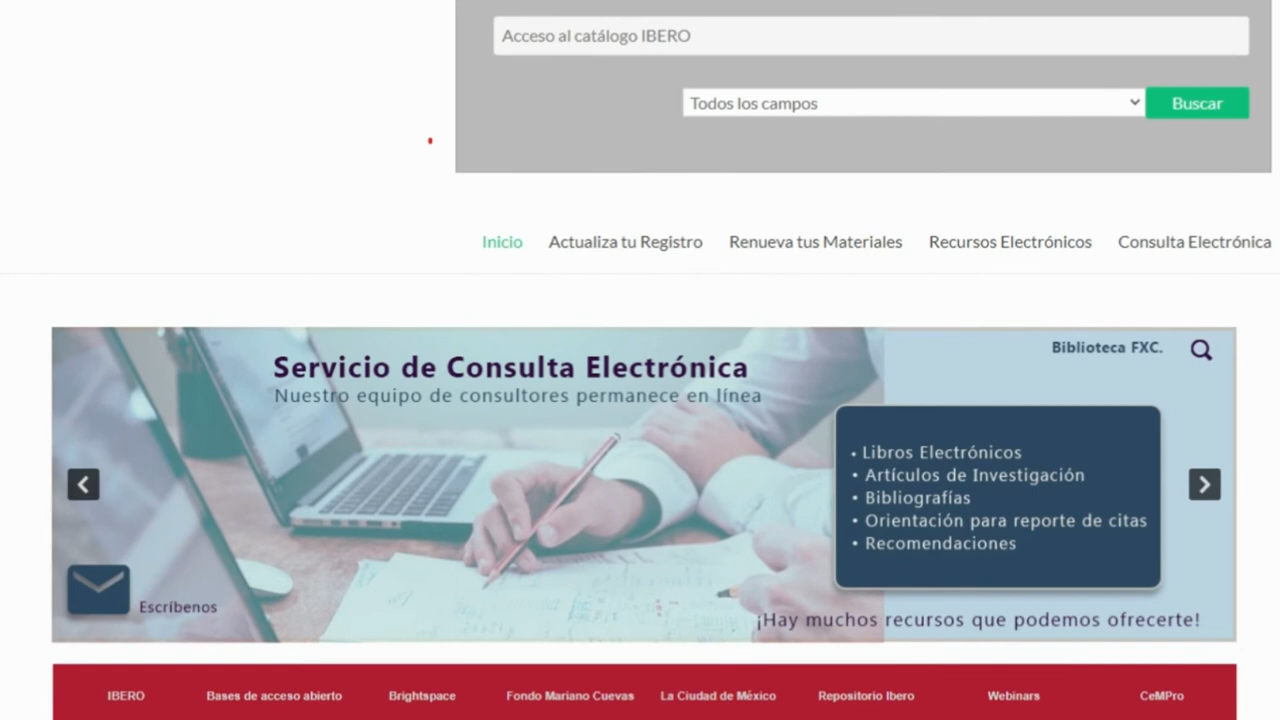 Acceso al catálogo IBERO
Todos los campos
Buscar
Inicio Actualiza tu Registro Renueva tus Materiales Recursos Electrónicos Consulta Electrónica
Servicio de Consulta Electrónica
Nuestro equipo de consultores permanece en línea
Biblioteca FXC.
• Libros Electrónicos
• Artículos de Investigación
• Bibliografías
• Orientación para reporte de citas
• Recomendaciones
Escríbenos
¡Hay muchos recursos que podemos ofrecerte!
IBERO Bases de acceso abierto Brightspace Fondo Mariano Cuevas La Ciudad de México Repositorio Ibero Webinars CeMPro